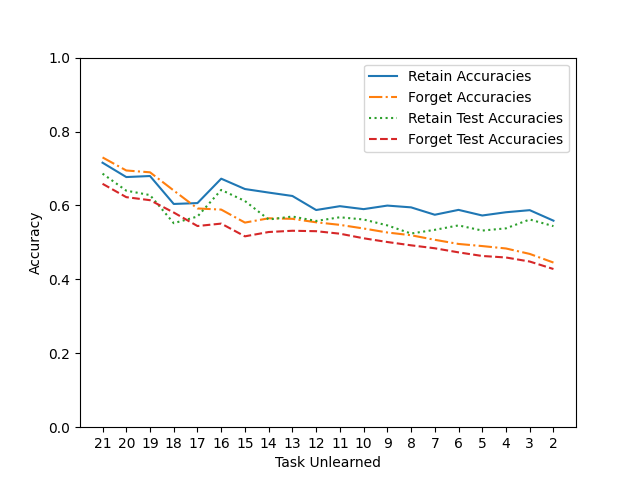 1.0
0.8
0.6
0.4
0.2
0.0
Accuracy
Retain Accuracies
Forget Accuracies
Retain Test Accuracies
Forget Test Accuracies
21 20 19 18 17 16 15 14 13 12 11 10 9 8 7 6 5 4 3 2
Task Unlearned